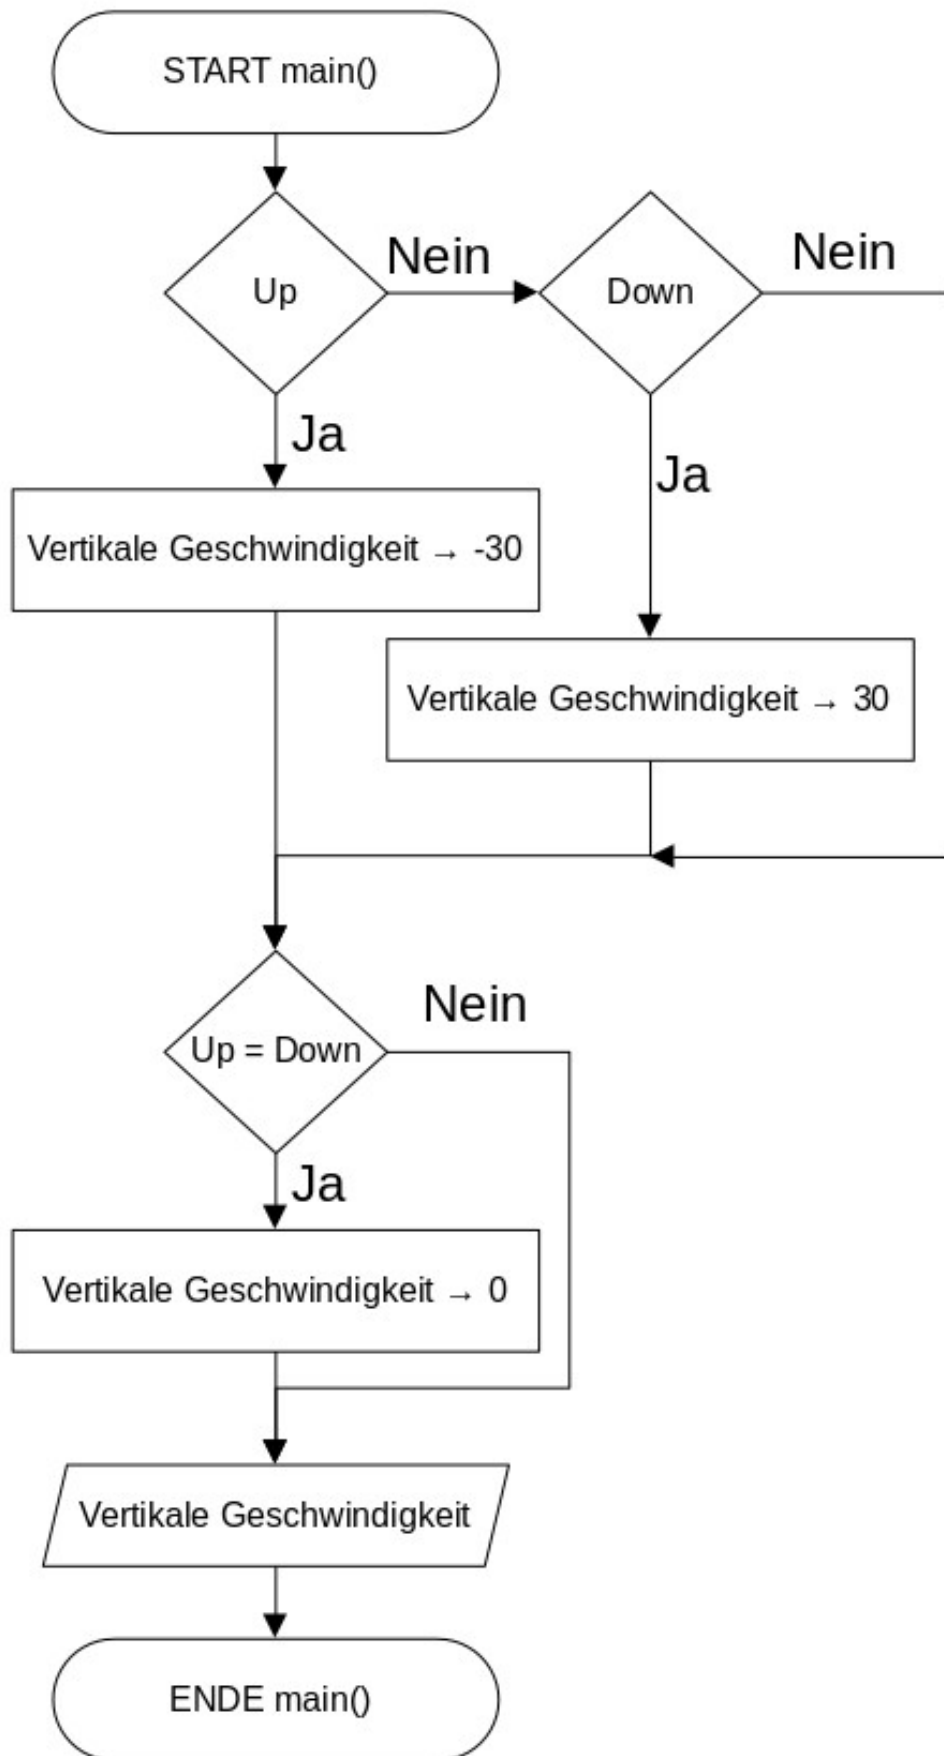 START main()
Up
Nein
Down
Nein
Ja
Vertikale Geschwindigkeit → -30
Ja
Vertikale Geschwindigkeit → 30
Up = Down
Nein
Ja
Vertikale Geschwindigkeit → 0
Vertikale Geschwindigkeit
ENDE main()